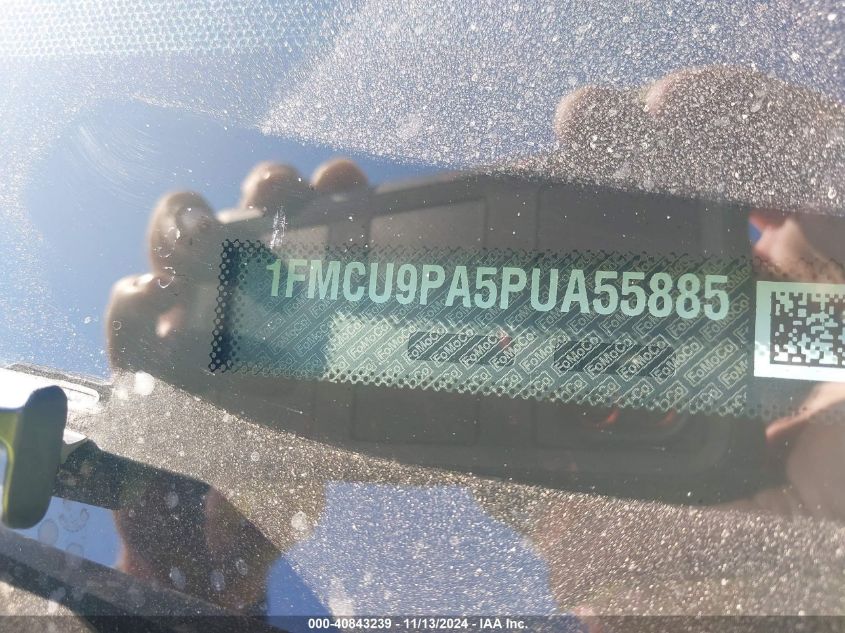 1FMCU9PA5PUA55885
000-40843239 - 11/13/2024 - IAA Inc.